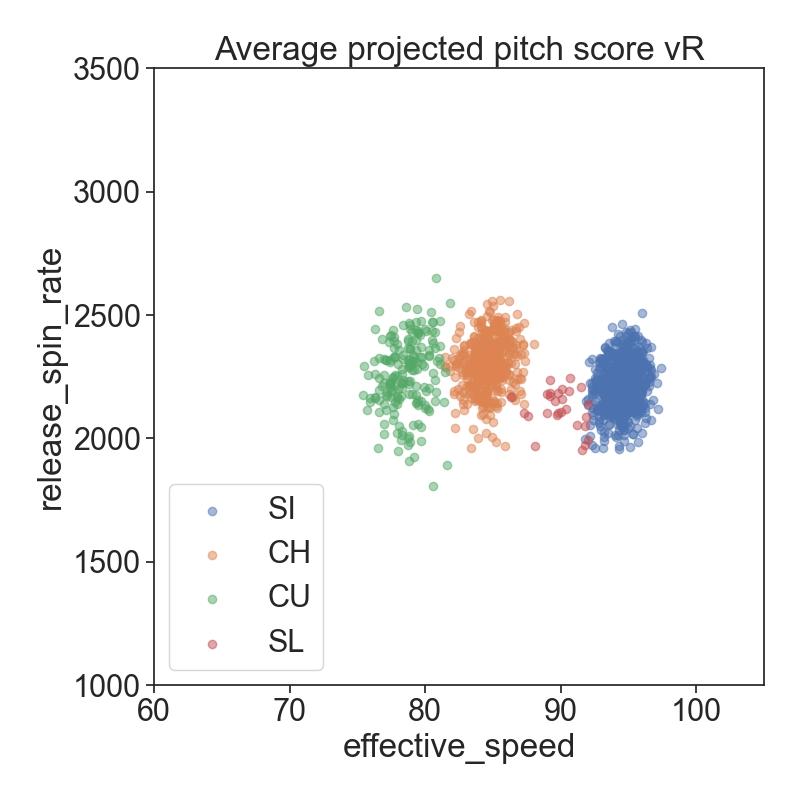 Average projected pitch score vR
3500
3000
2500
2000
1500
1000
release_spin_rate
SI
CH
CU
SL
60 70 80 90 100
effective_speed